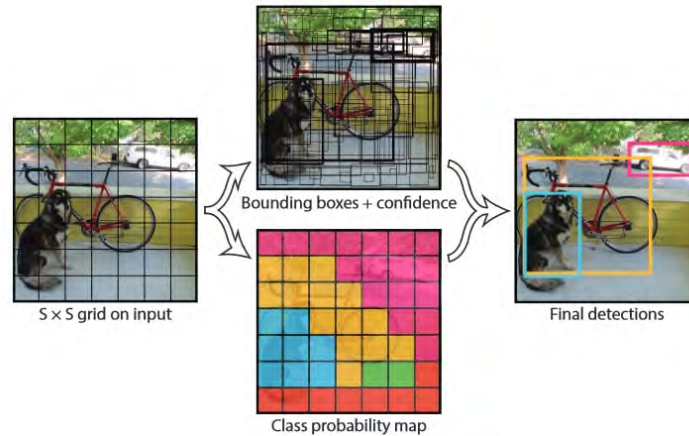 Bounding boxes + confidence
S × S grid on input
Final detections
Class probability map